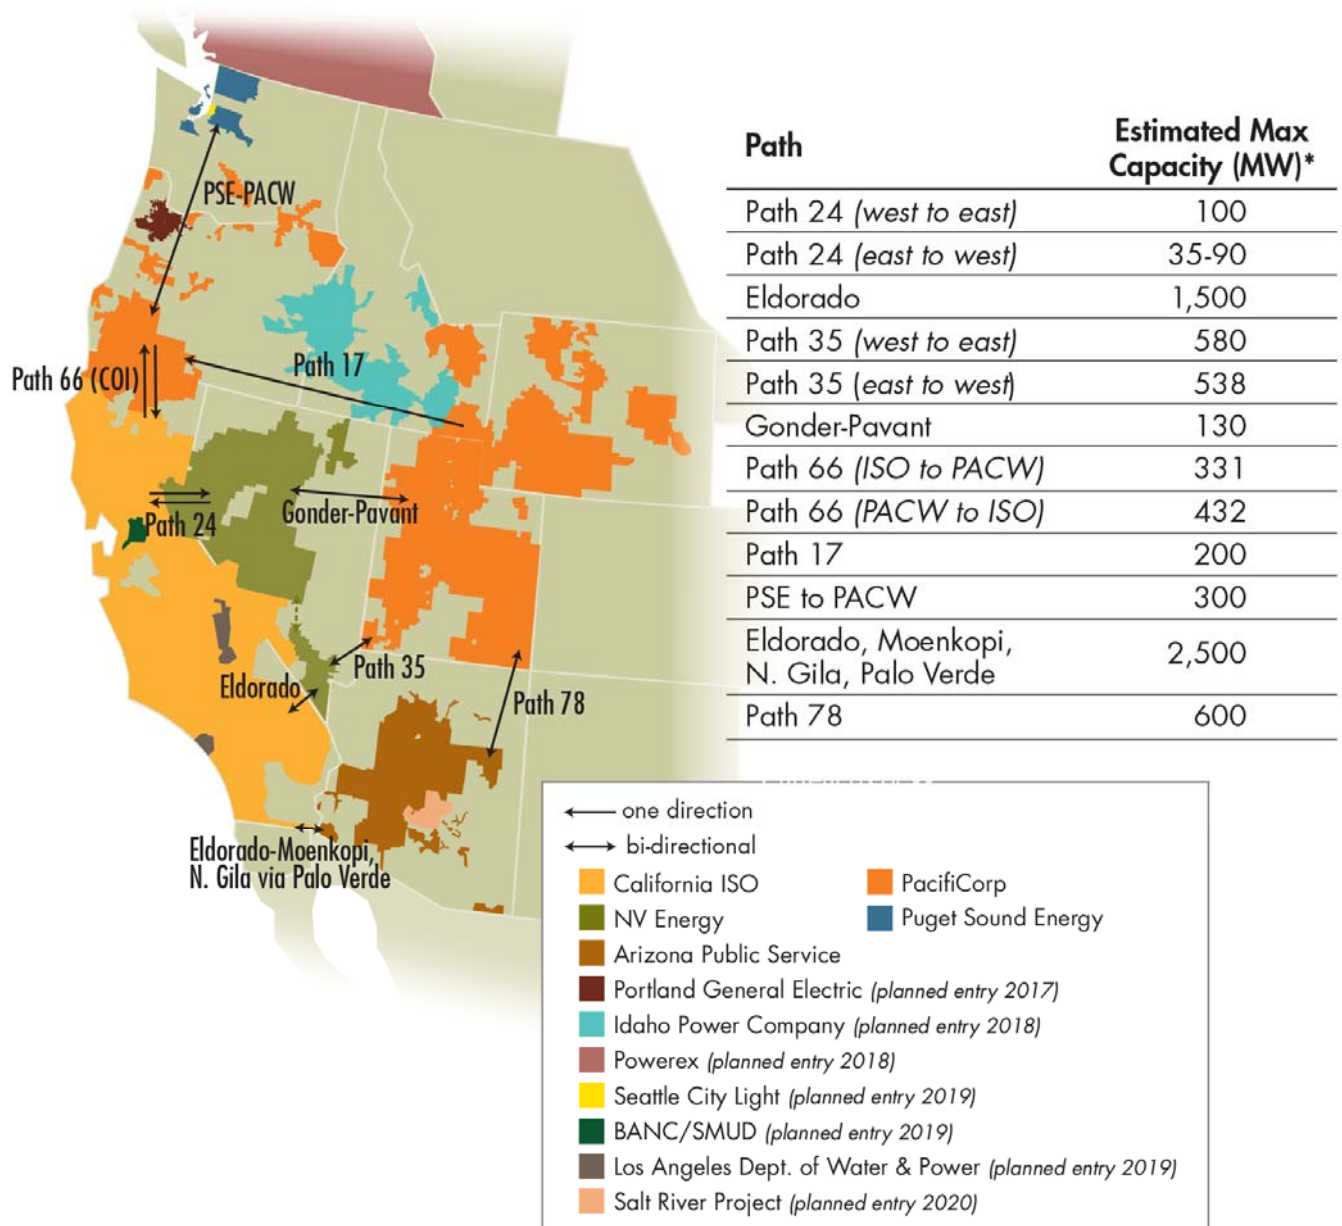 PSE-PACW
Path 17
Path 66 (COI)
Path 24
Gonder-Pavant
Path 35
Eldorado
Path 78
Eldorado-Moenkopi,
N. Gila via Palo Verde
Path
Estimated Max
Capacity (MW)*
Path 24 (west to east) 100
Path 24 (east to west) 35-90
Eldorado 1,500
Path 35 (west to east) 580
Path 35 (east to west) 538
Gonder-Pavant 130
Path 66 (ISO to PACW) 331
Path 66 (PACW to ISO) 432
Path 17 200
PSE to PACW 300
Eldorado, Moenkopi,
N. Gila, Palo Verde 2,500
Path 78 600
one direction
bi-directional
California ISO
PacifiCorp
NV Energy
Puget Sound Energy
Arizona Public Service
Portland General Electric (planned entry 2017)
Idaho Power Company (planned entry 2018)
Powerex (planned entry 2018)
Seattle City Light (planned entry 2019)
BANC/SMUD (planned entry 2019)
Los Angeles Dept. of Water & Power (planned entry 2019)
Salt River Project (planned entry 2020)